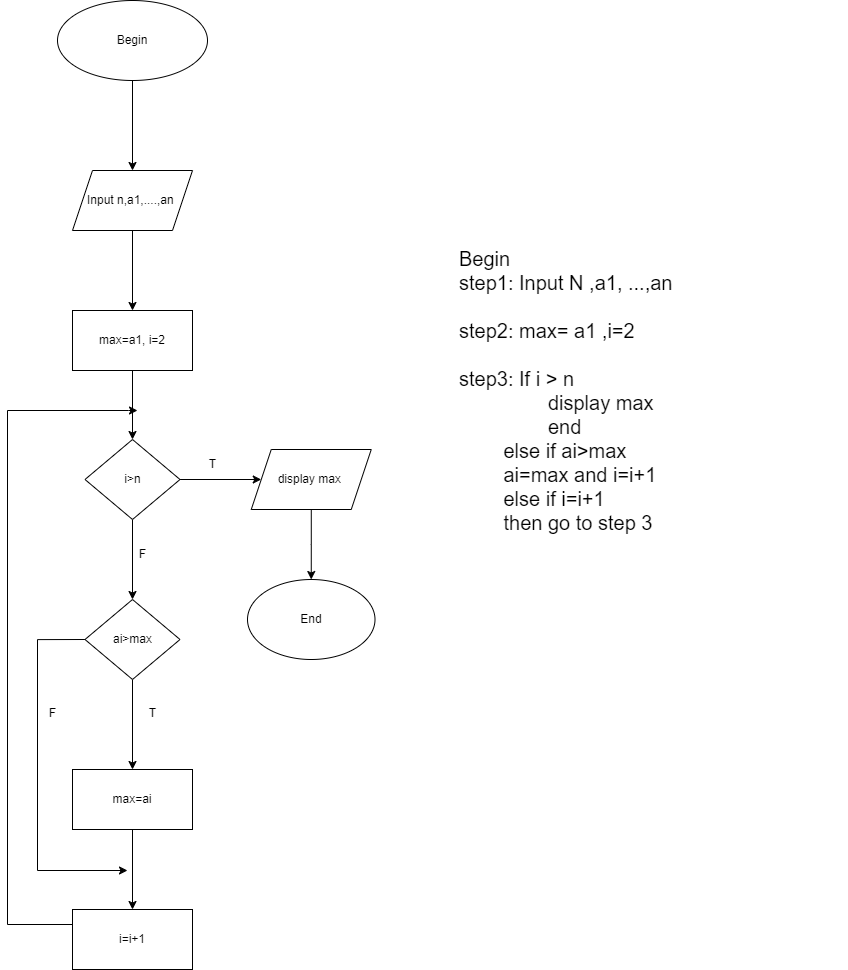 Begin
Input n,a1,....,an
max=a1, i=2
i>n
T
display max
F
End
ai>max
F
T
max=ai
i=i+1
Begin
step1: Input N ,a1, ...,an
step2: max= a1 ,i=2
step3: If i > n
display max
end
else if ai>max
ai=max and i=i+1
else if i=i+1
then go to step 3